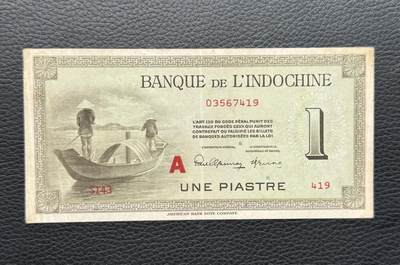 BANQUE DE L'INDOCHINE
03567419
L'ART. 139 DU CODE PÉNAL PUNIT DES
TRAVAUX FORCÉS CEUX QUI AURONT
CONTREFAIT OU FALSIFIÉ LES BILLETS
DE BANQUES AUTORISÉES PAR LA LOI.
1
A
UNE PIASTRE
419
AMERICAN BANK NOTE COMPANY.